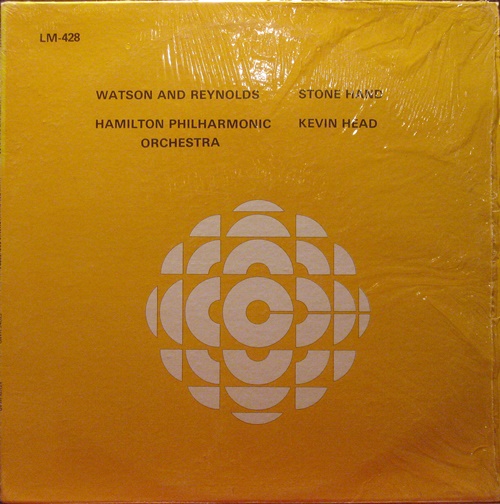 LM-428
WATSON AND REYNOLDS STONE HAND
HAMILTON PHILHARMONIC KEVIN HEAD
ORCHESTRA